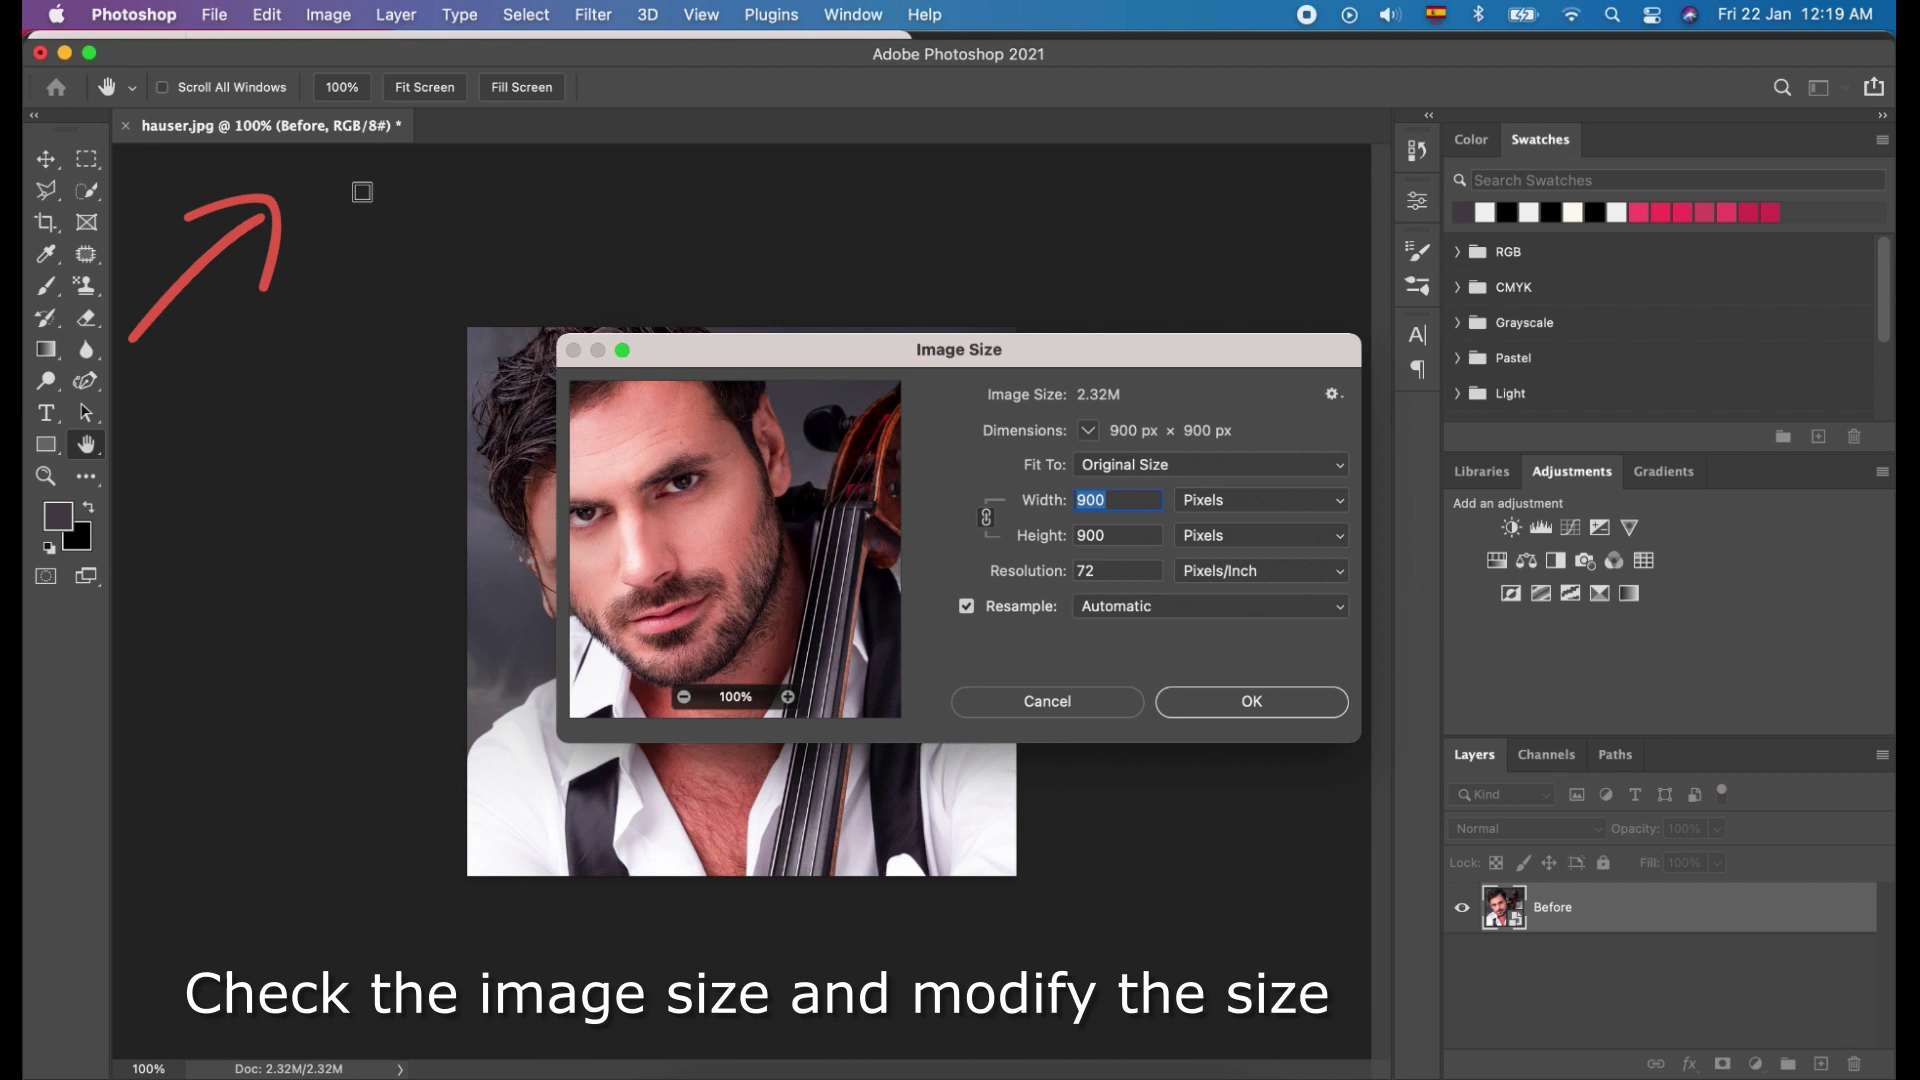 Photoshop File Edit Image Layer Type Select Filter 3D View Plugins Window Help Fri 22 Jan 12:19 AM
Adobe Photoshop 2021
Scroll All Windows 100% Fit Screen Fill Screen
hauser.jpg @ 100% (Before, RGB/8#) *
Color Swatches
Search Swatches
RGB
CMYK
Grayscale
Pastel
Light
Image Size
Image Size: 2.32M
Dimensions: 900 px × 900 px
Fit To: Original Size
Width: 900 Pixels
Height: 900 Pixels
Resolution: 72 Pixels/Inch
Resample: Automatic
100%
Cancel OK
Libraries Adjustments Gradients
Add an adjustment
Layers Channels Paths
Kind
Normal Opacity: 100%
Lock: Fill: 100%
Before
Check the image size and modify the size
100% Doc: 2.32M/2.32M